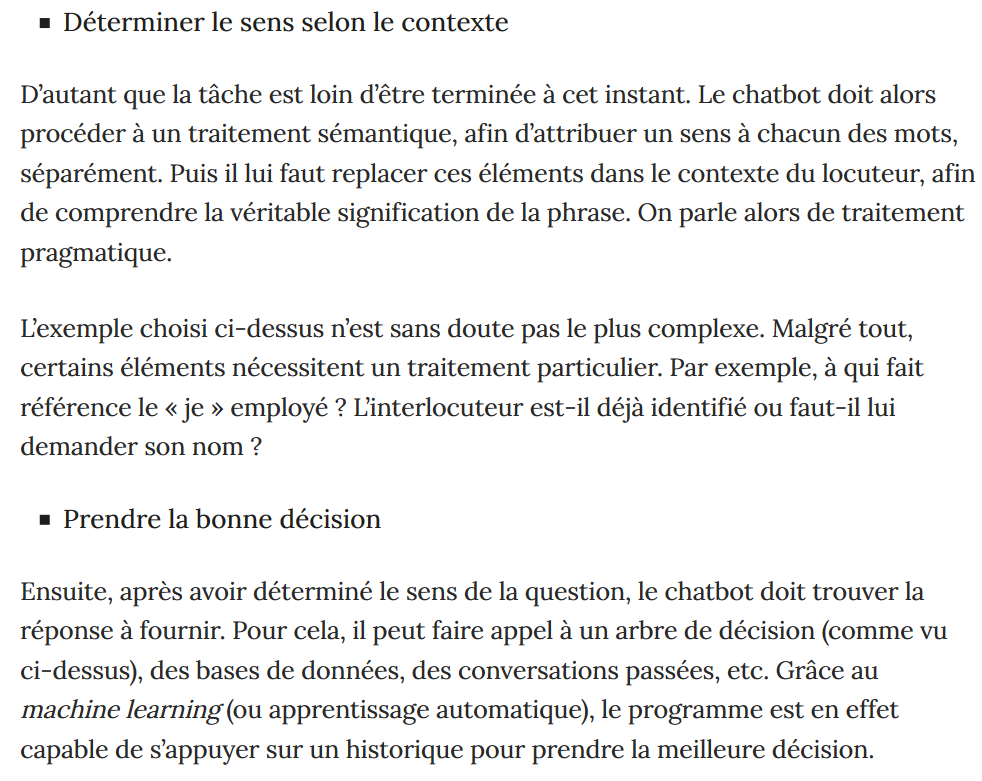 ▪ Déterminer le sens selon le contexte
D’autant que la tâche est loin d’être terminée à cet instant. Le chatbot doit alors
procéder à un traitement sémantique, afin d’attribuer un sens à chacun des mots,
séparément. Puis il lui faut replacer ces éléments dans le contexte du locuteur, afin
de comprendre la véritable signification de la phrase. On parle alors de traitement
pragmatique.
L’exemple choisi ci-dessus n’est sans doute pas le plus complexe. Malgré tout,
certains éléments nécessitent un traitement particulier. Par exemple, à qui fait
référence le « je » employé ? L’interlocuteur est-il déjà identifié ou faut-il lui
demander son nom ?
▪ Prendre la bonne décision
Ensuite, après avoir déterminé le sens de la question, le chatbot doit trouver la
réponse à fournir. Pour cela, il peut faire appel à un arbre de décision (comme vu
ci-dessus), des bases de données, des conversations passées, etc. Grâce au
machine learning (ou apprentissage automatique), le programme est en effet
capable de s’appuyer sur un historique pour prendre la meilleure décision.